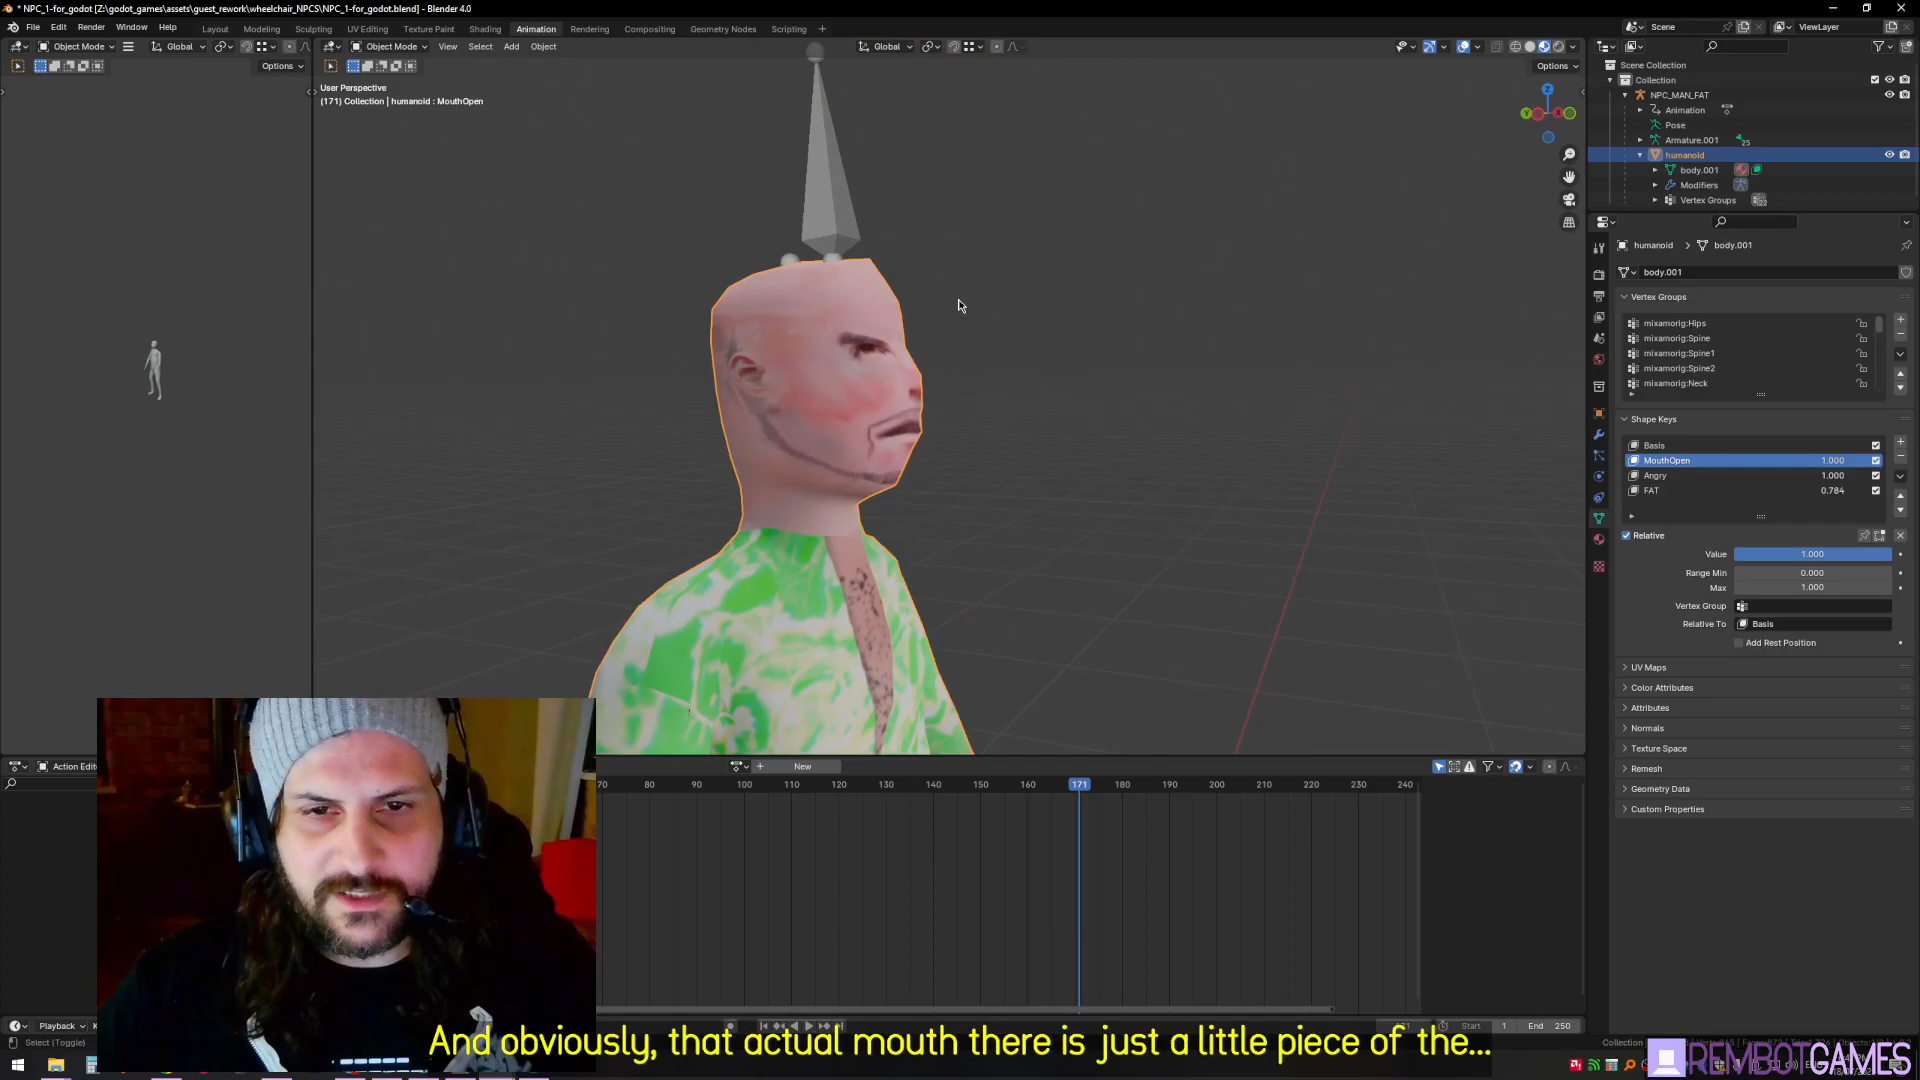 * NPC_1-for_godot [Z:\godot_games\assets\guest_rework\wheelchair_NPCS\NPC_1-for_godot.blend] - Blender 4.0
File Edit Render Window Help
Layout Modeling Sculpting UV Editing Texture Paint Shading Animation Rendering Compositing Geometry Nodes Scripting +
Scene
ViewLayer
Object Mode
Global
Object Mode View Select Add Object
Global
Options
Options
User Perspective
(171) Collection | humanoid : MouthOpen
Scene Collection
Collection
NPC_MAN_FAT
Animation
Pose
Armature.001
25
humanoid
body.001
Modifiers
Vertex Groups
22
humanoid > body.001
body.001
Vertex Groups
mixamorig:Hips
mixamorig:Spine
mixamorig:Spine1
mixamorig:Spine2
mixamorig:Neck
Shape Keys
Basis
MouthOpen 1.000
Angry 1.000
FAT 0.784
Relative
Value 1.000
Range Min 0.000
Max 1.000
Vertex Group
Relative To Basis
Add Rest Position
UV Maps
Color Attributes
Attributes
Normals
Texture Space
Remesh
Geometry Data
Custom Properties
Action Edit
New
70 80 90 100 110 120 130 140 150 160 171 180 190 200 210 220 230 240
Playback
Start 1 End 250
Select (Toggle)
And obviously, that actual mouth there is just a little piece of the...
REMBOTGAMES